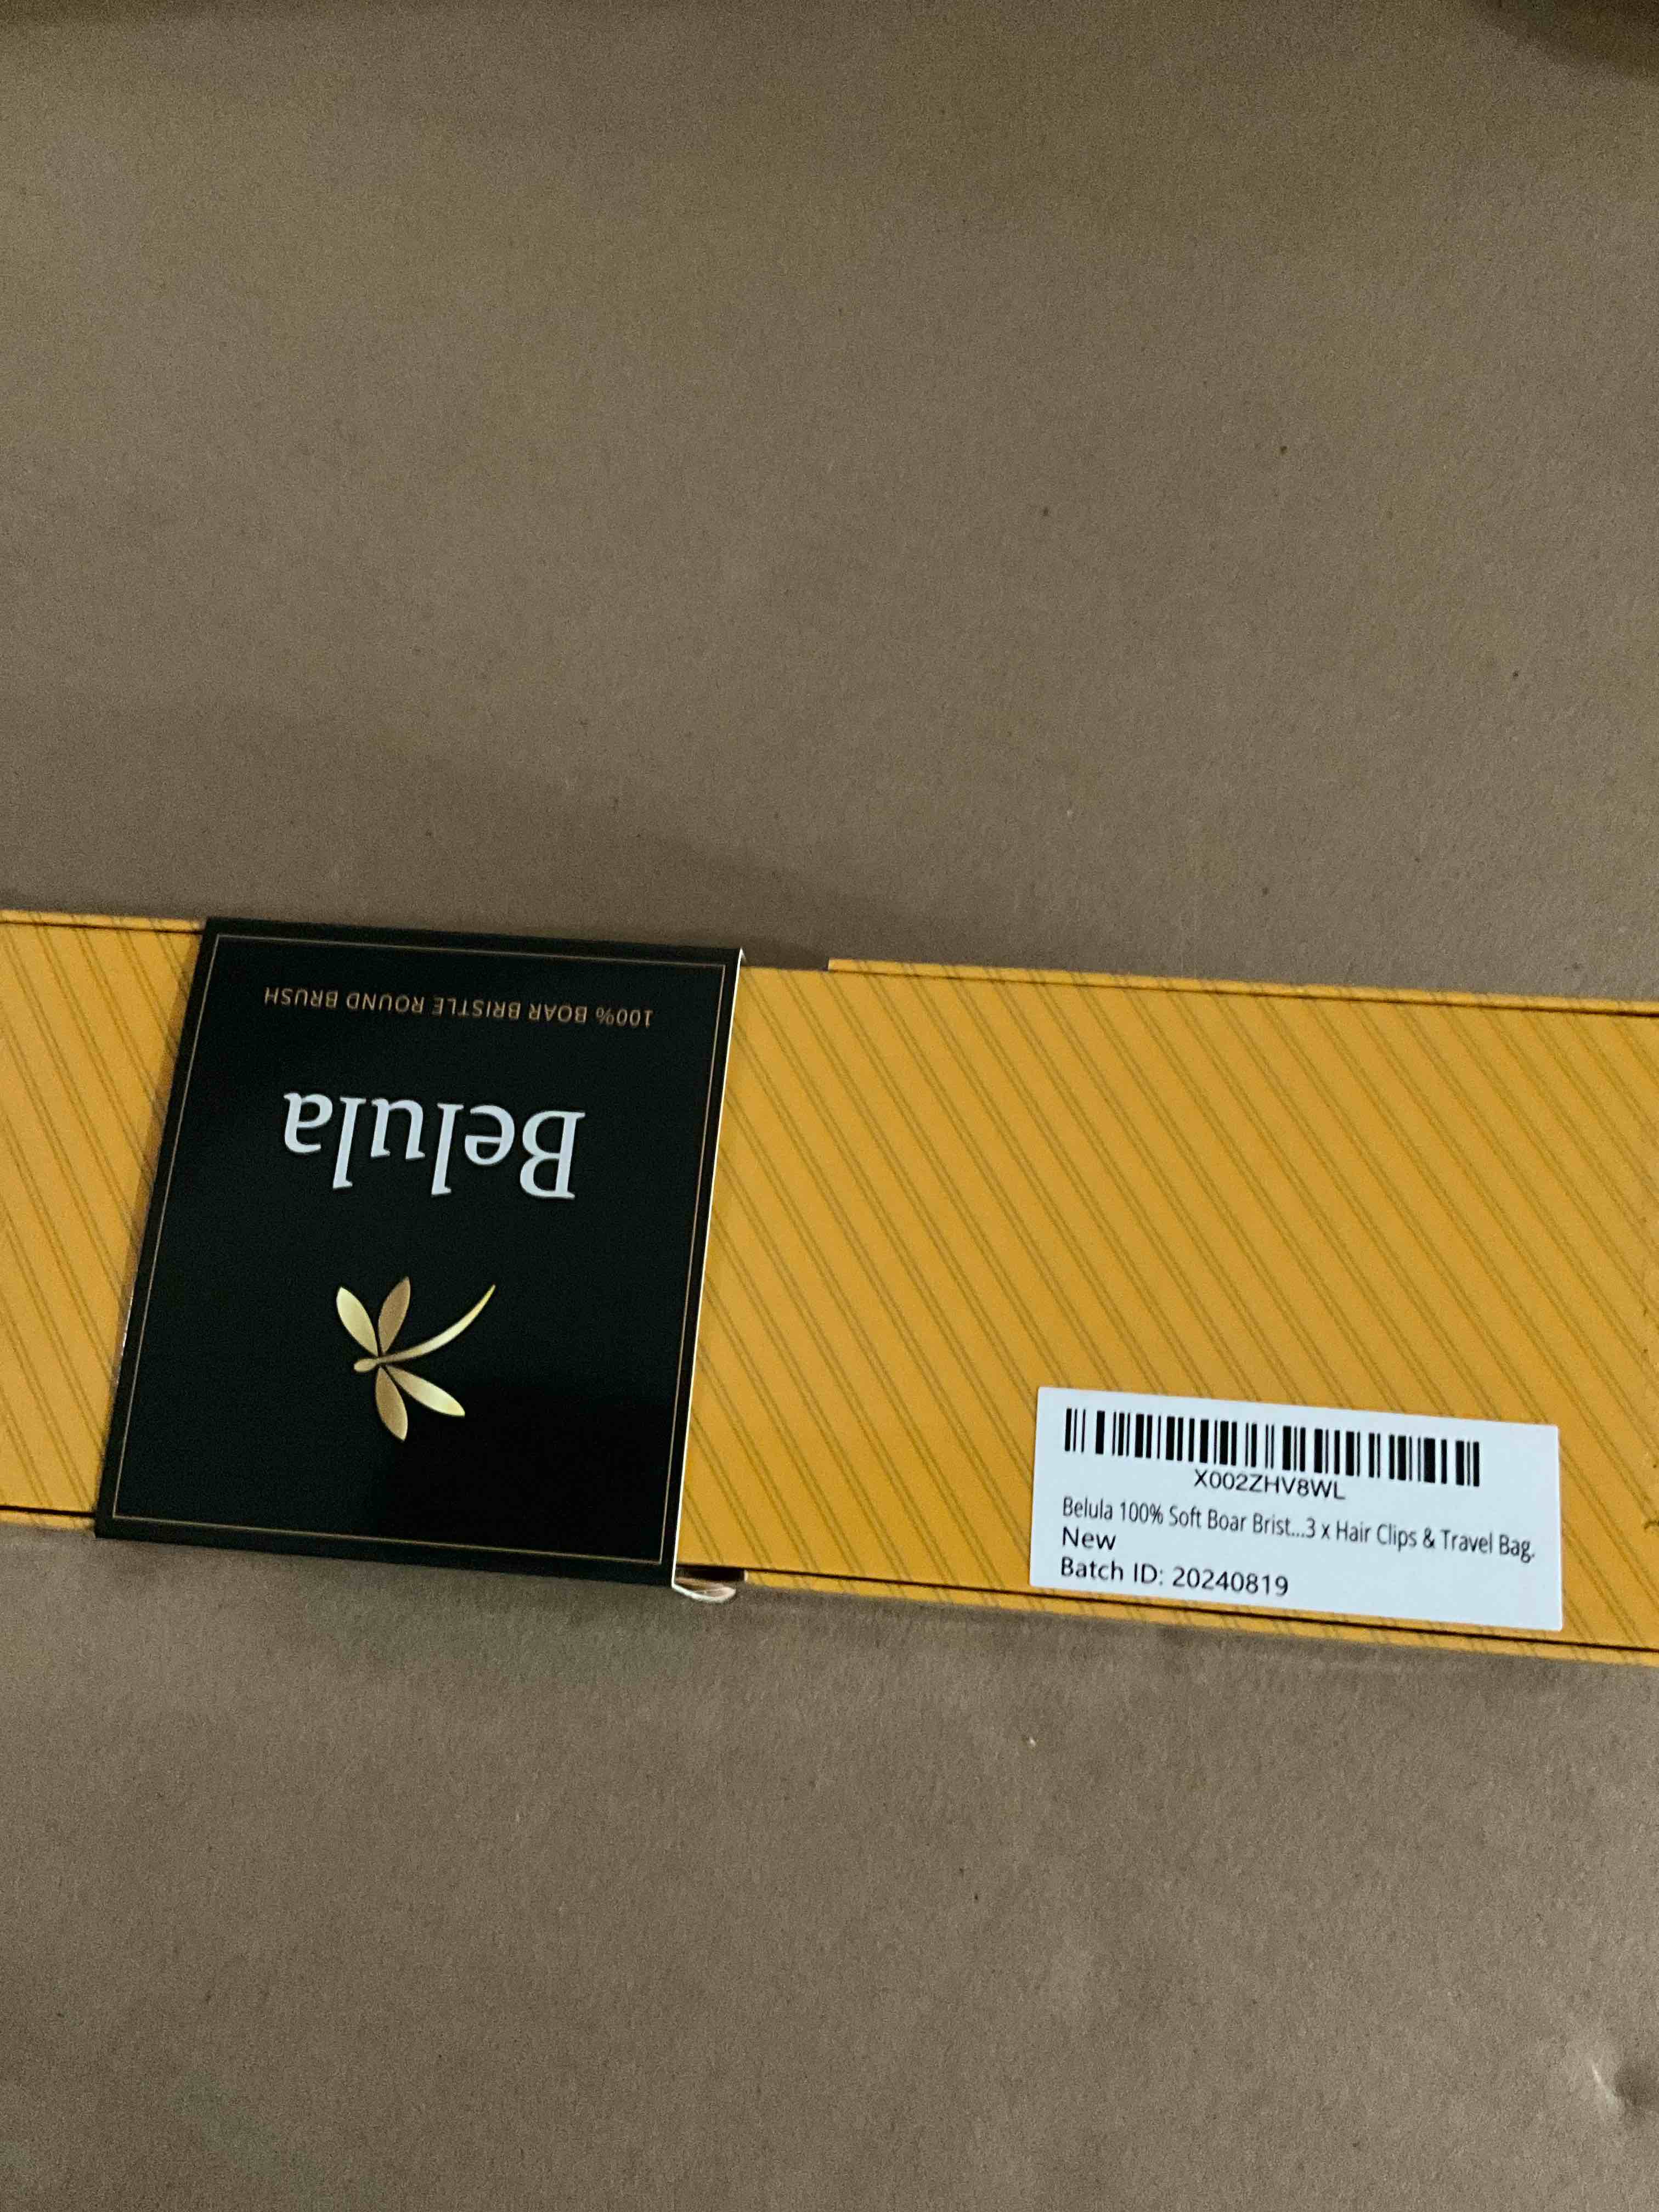 Belula
100% BOAR BRISTLE ROUND BRUSH
X002ZHV8WL
Belula 100% Soft Boar Brist...3 x Hair Clips & Travel Bag.
New
Batch ID: 20240819